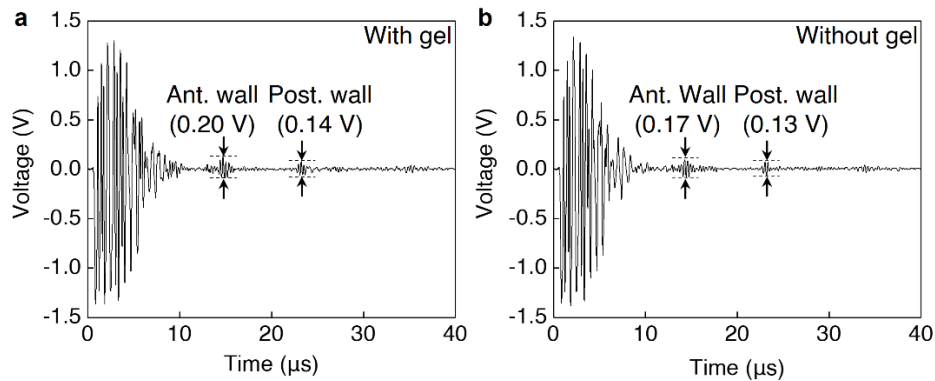 a
With gel
Ant. wall
(0.20 V)
Post. wall
(0.14 V)
Voltage (V)
1.5
1.0
0.5
0.0
-0.5
-1.0
-1.5
0
10
20
30
40
Time (μs)
b
Without gel
Ant. Wall
(0.17 V)
Post. wall
(0.13 V)
Voltage (V)
1.5
1.0
0.5
0.0
-0.5
-1.0
-1.5
0
10
20
30
40
Time (μs)